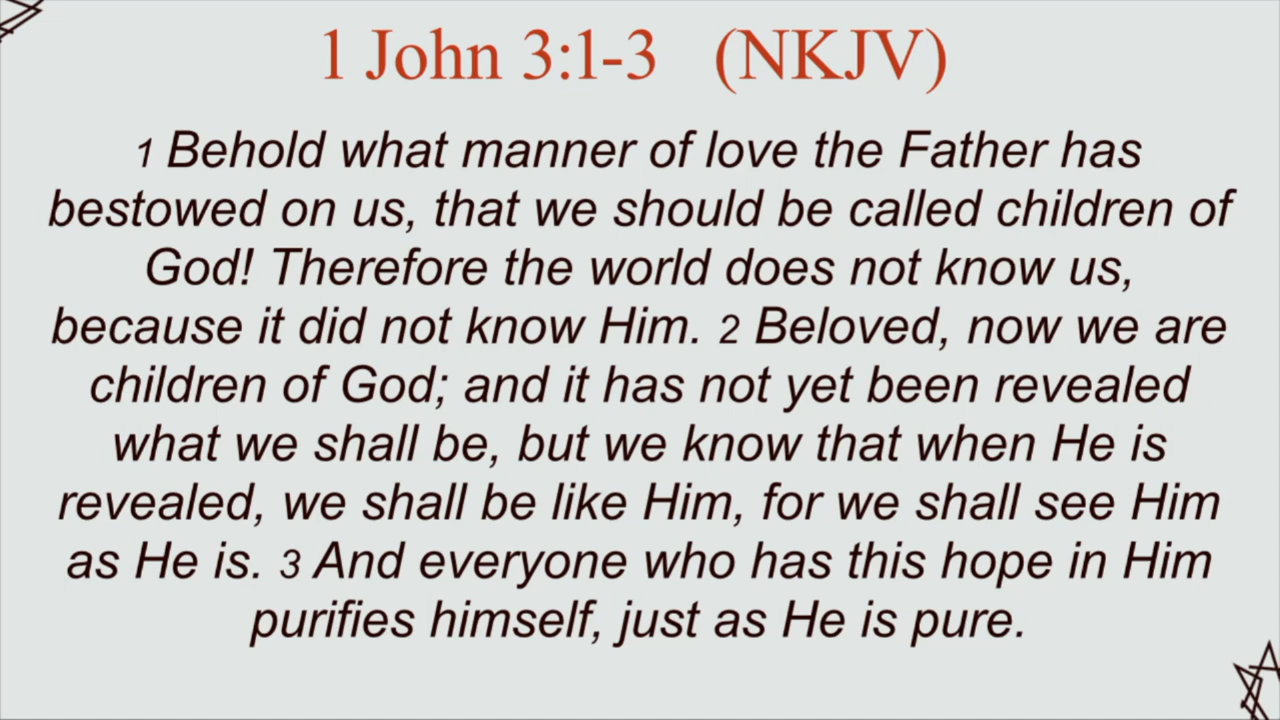 1 John 3:1-3 (NKJV)
1 Behold what manner of love the Father has
bestowed on us, that we should be called children of
God! Therefore the world does not know us,
because it did not know Him. 2 Beloved, now we are
children of God; and it has not yet been revealed
what we shall be, but we know that when He is
revealed, we shall be like Him, for we shall see Him
as He is. 3 And everyone who has this hope in Him
purifies himself, just as He is pure.